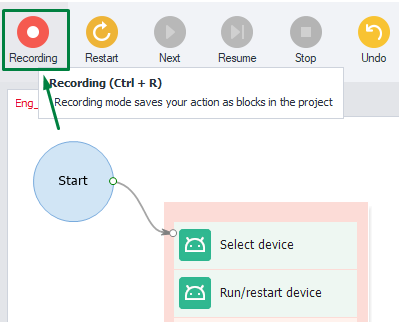 Recording Restart Next Resume Stop Undo
Recording (Ctrl + R)
Recording mode saves your action as blocks in the project
Eng_
Start
Select device
Run/restart device